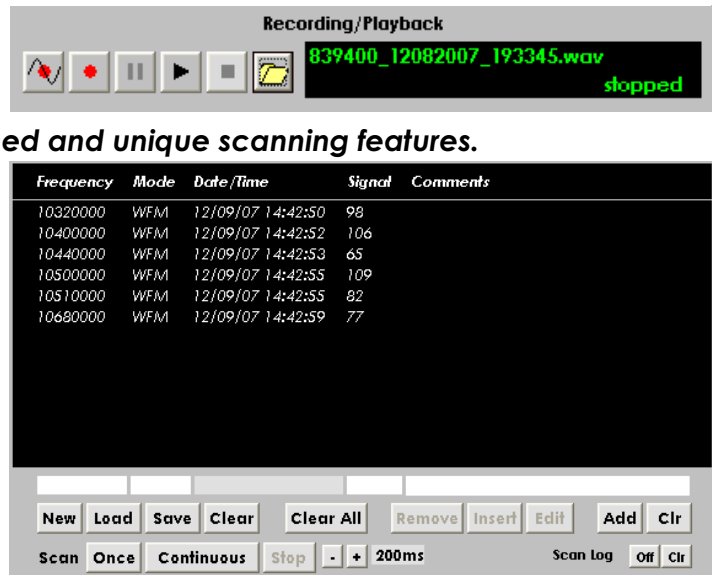 Recording/Playback
839400_12082007_193345.wav
stopped
ed and unique scanning features.
Frequency Mode Date/Time Signal Comments
10320000 WFM 12/09/07 14:42:50 98
10400000 WFM 12/09/07 14:42:52 106
10440000 WFM 12/09/07 14:42:53 65
10500000 WFM 12/09/07 14:42:55 109
10510000 WFM 12/09/07 14:42:55 82
10680000 WFM 12/09/07 14:42:59 77
New Load Save Clear Clear All Remove Insert Edit Add Clr
Scan Once Continuous Stop - + 200ms Scan Log Off Clr